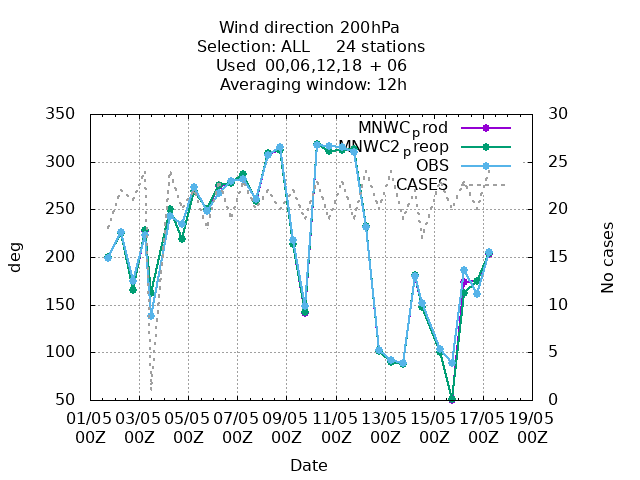 Wind direction 200hPa
Selection: ALL 24 stations
Used 00,06,12,18 + 06
Averaging window: 12h
350
300
250
200
150
100
50
deg
30
25
20
15
10
5
0
No cases
MNWC_prod
MNWC2_preop
OBS
CASES
01/05 03/05 05/05 07/05 09/05 11/05 13/05 15/05 17/05 19/05
00Z 00Z 00Z 00Z 00Z 00Z 00Z 00Z 00Z 00Z
Date